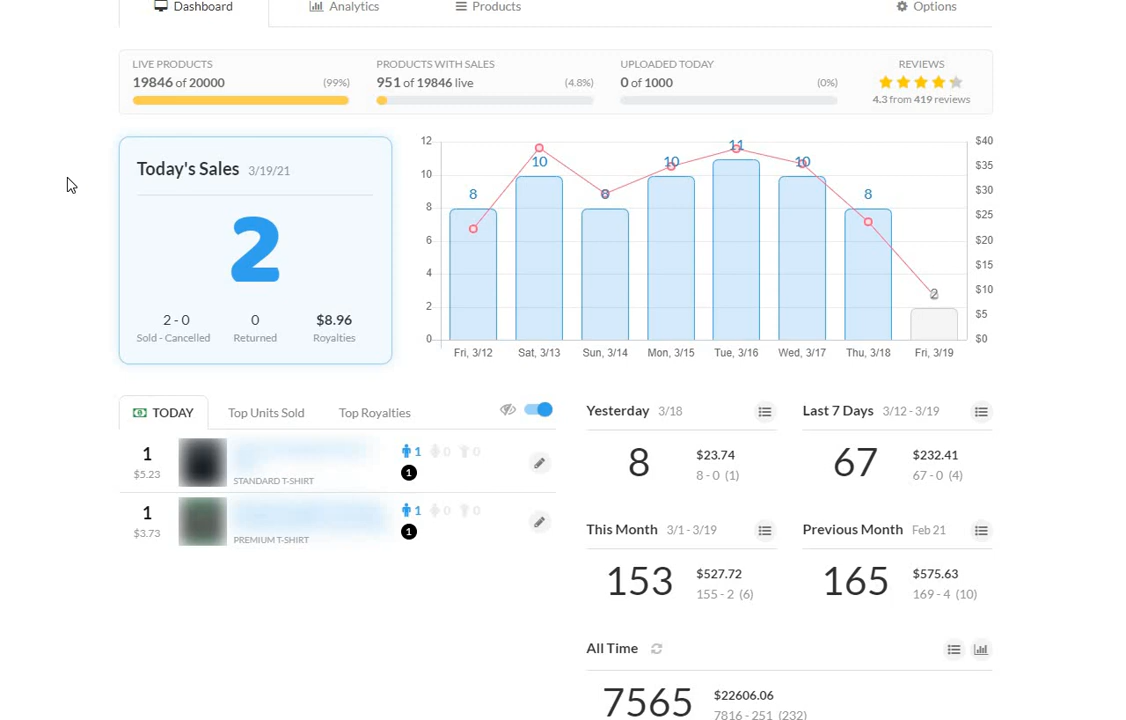 Dashboard Analytics Products Options
LIVE PRODUCTS PRODUCTS WITH SALES UPLOADED TODAY REVIEWS
19846 of 20000 (99%) 951 of 19846 live (4.8%) 0 of 1000 (0%)
4.3 from 419 reviews
Today's Sales 3/19/21
2
2 - 0 0 $8.96
Sold - Cancelled Returned Royalties
12 $40
10 $35
$30
8 $25
6 $20
4 $15
$10
2 $5
0 $0
8 10 8 10 11 10 8 2
Fri, 3/12 Sat, 3/13 Sun, 3/14 Mon, 3/15 Tue, 3/16 Wed, 3/17 Thu, 3/18 Fri, 3/19
TODAY Top Units Sold Top Royalties
1 1 0 0
$5.23 1
STANDARD T-SHIRT
1 1 0 0
$3.73 1
PREMIUM T-SHIRT
Yesterday 3/18
8 $23.74
8 - 0 (1)
Last 7 Days 3/12 - 3/19
67 $232.41
67 - 0 (4)
This Month 3/1 - 3/19
153 $527.72
155 - 2 (6)
Previous Month Feb 21
165 $575.63
169 - 4 (10)
All Time
7565 $22606.06
7816 - 251 (232)